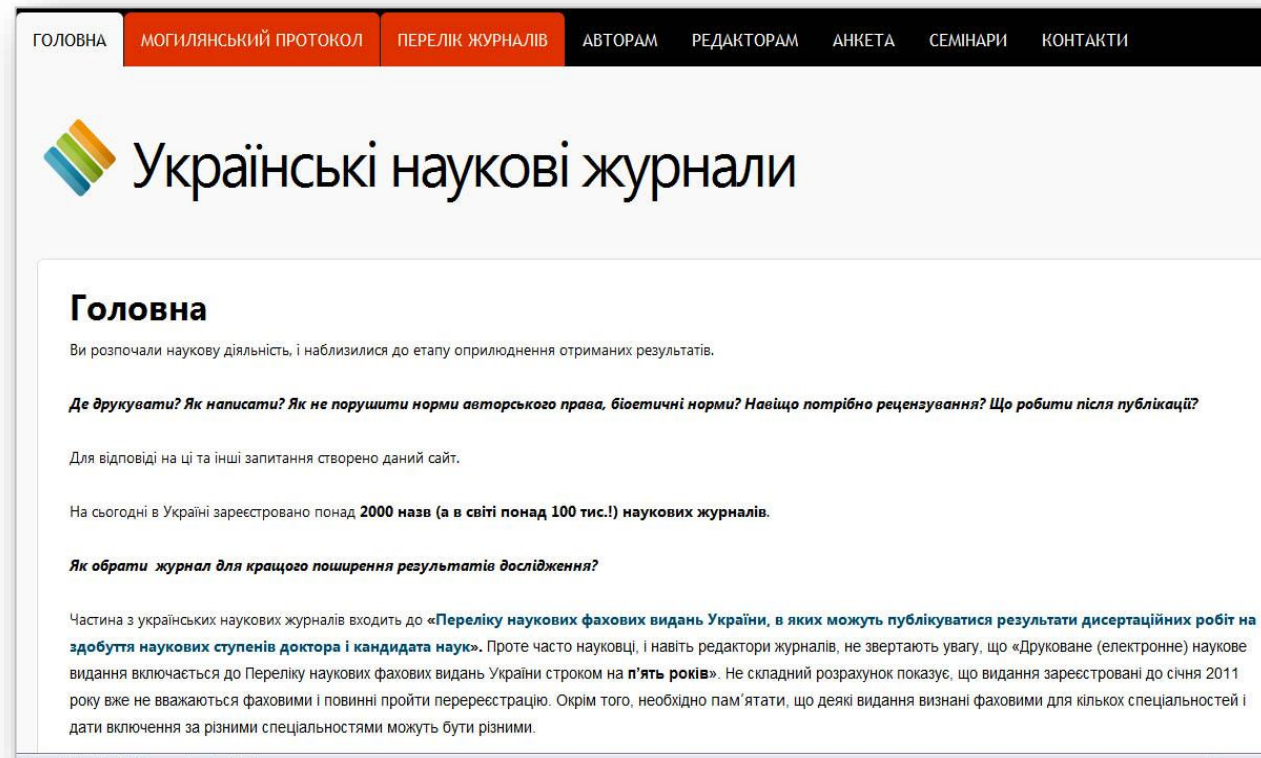 ГОЛОВНА МОГИЛЯНСЬКИЙ ПРОТОКОЛ ПЕРЕЛІК ЖУРНАЛІВ АВТОРАМ РЕДАКТОРАМ АНКЕТА СЕМІНАРИ КОНТАКТИ
Українські наукові журнали
Головна
Ви розпочали наукову діяльність, і наблизилися до етапу оприлюднення отриманих результатів.
Де друкувати? Як написати? Як не порушити норми авторського права, біоетичні норми? Навіщо потрібно рецензування? Що робити після публікації?
Для відповіді на ці та інші запитання створено даний сайт.
На сьогодні в Україні зареєстровано понад 2000 назв (а в світі понад 100 тис.!) наукових журналів.
Як обрати журнал для кращого поширення результатів дослідження?
Частина з українських наукових журналів входить до «Переліку наукових фахових видань України, в яких можуть публікуватися результати дисертаційних робіт на
здобуття наукових ступенів доктора і кандидата наук». Проте часто науковці, і навіть редактори журналів, не звертають увагу, що «Друковане (електронне) наукове
видання включається до Переліку наукових фахових видань України строком на п'ять років». Не складний розрахунок показує, що видання зареєстровані до січня 2011
року вже не вважаються фаховими і повинні пройти перереєстрацію. Окрім того, необхідно пам´ятати, що деякі видання визнані фаховими для кількох спеціальностей і
дати включення за різними спеціальностями можуть бути різними.